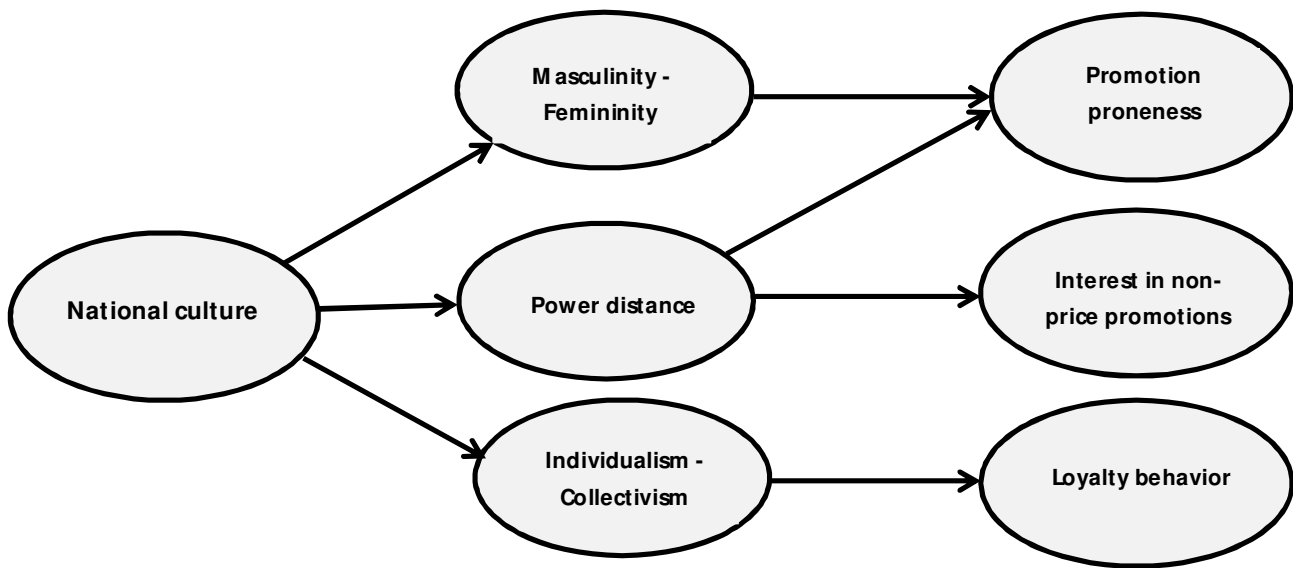 Masculinity -
Femininity
Promotion
proneness
National culture
Power distance
Interest in non-
price promotions
Individualism -
Collectivism
Loyalty behavior